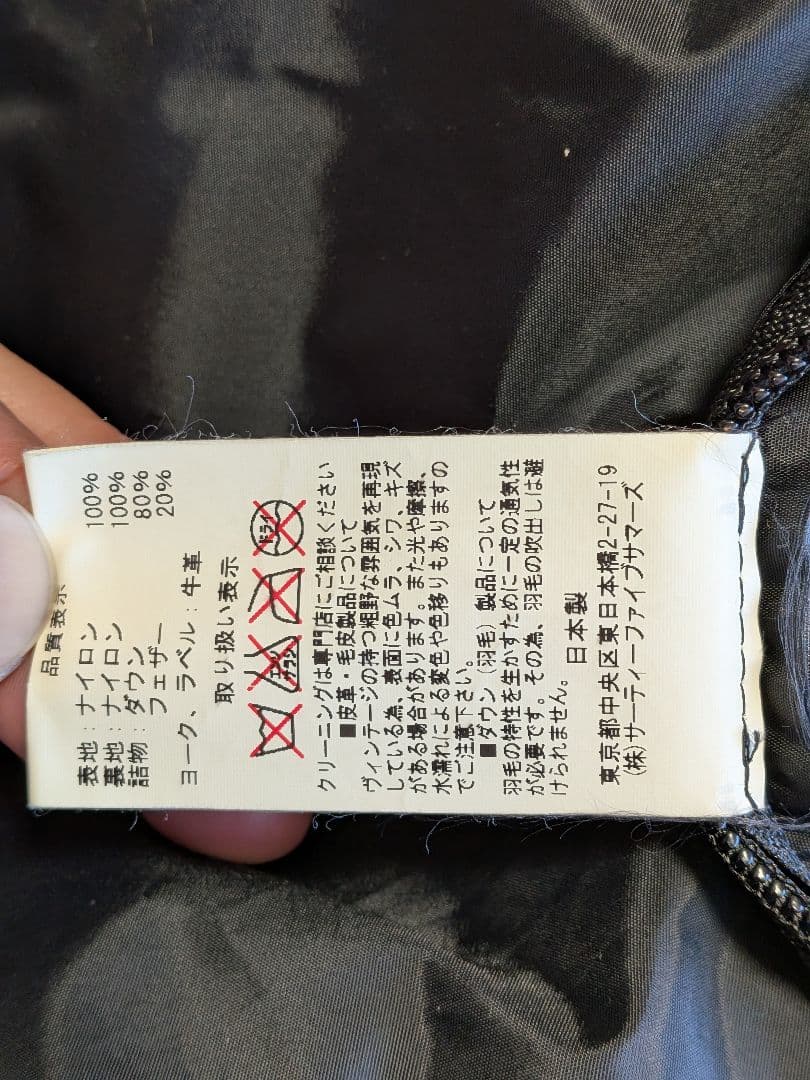 品質表示
表地：ナイロン 100%
裏地：ナイロン 100%
詰物：ダウン 80%
フェザー 20%
ヨーク、ラベル：牛革
取り扱い表示
エンソ
サラシ
ドライ
クリーニングは専門店にご相談ください
■皮革・毛皮製品について
ヴィンテージの持つ粗野な雰囲気を再現
している為、表面に色ムラ、シワ、キズ
がある場合があります。また光や摩擦、
水濡れによる変色や色移りもありますの
でご注意下さい。
■ダウン（羽毛）製品について
羽毛の特性を生かすために一定の通気性
が必要です。その為、羽毛の吹出しは避
けられません。
日本製
東京都中央区東日本橋2-27-19
(株)サーティーファイブサマーズ